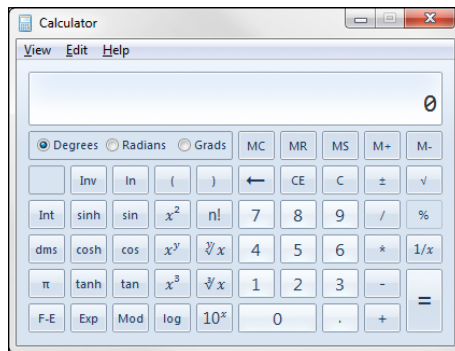 Calculator
View Edit Help
0
Degrees Radians Grads MC MR MS M+ M-
Inv ln ( ) ← CE C ± √
Int sinh sin x² n! 7 8 9 / %
dms cosh cos xʸ ʸ√x 4 5 6 * 1/x
π tanh tan x³ ³√x 1 2 3 - =
F-E Exp Mod log 10ˣ 0 . +